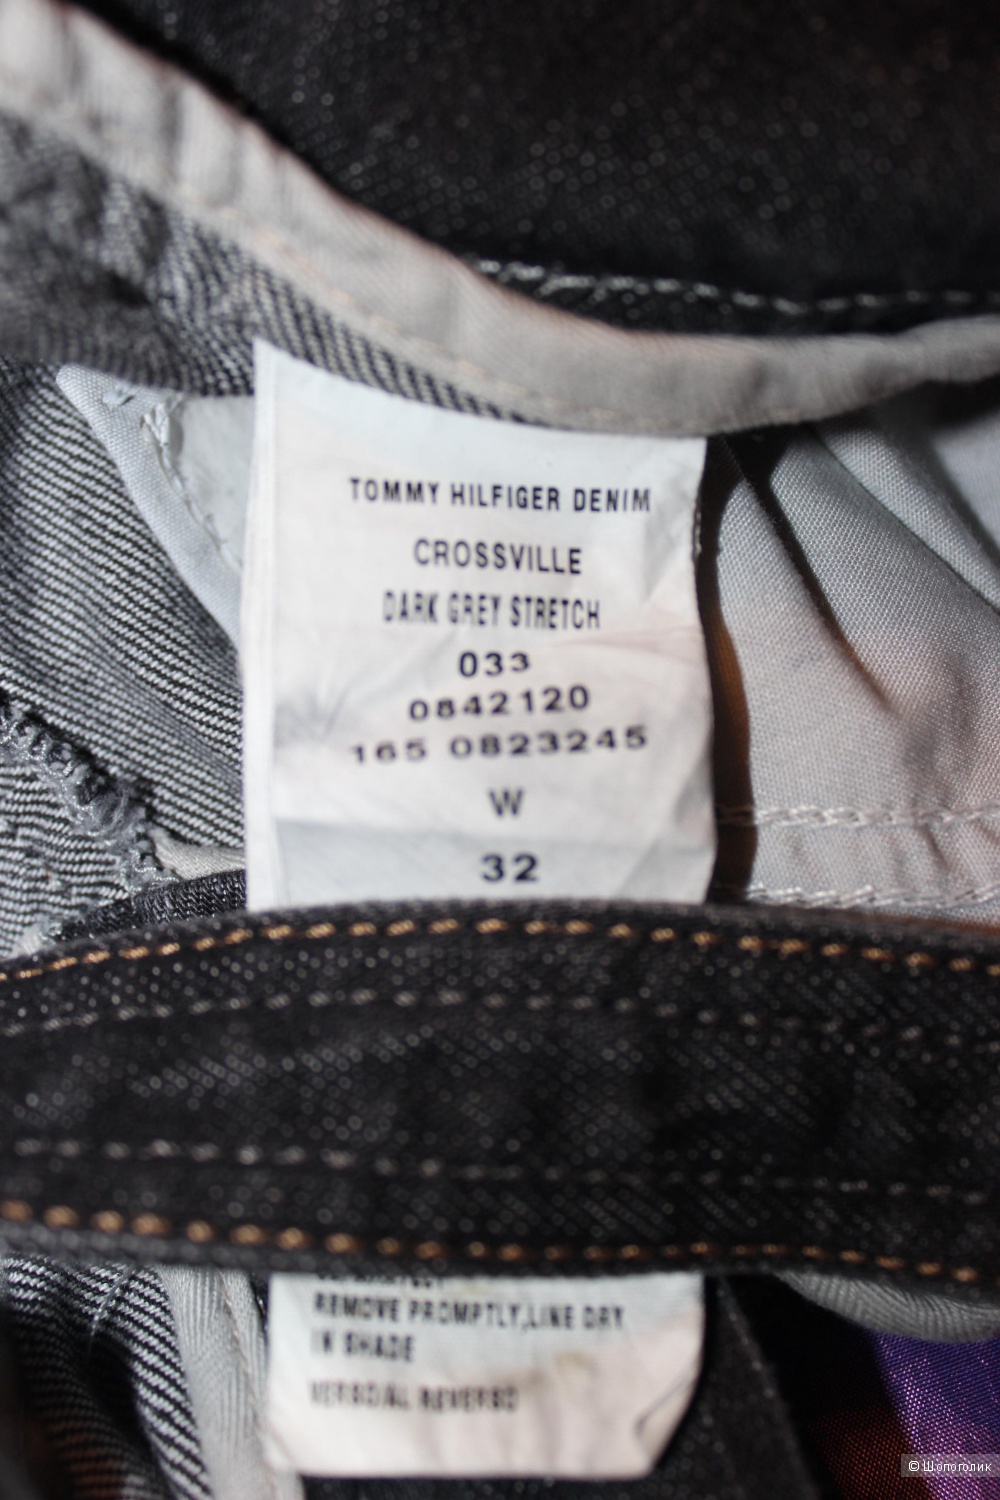 TOMMY HILFIGER DENIM
CROSSVILLE
DARK GREY STRETCH
033
0842120
165 0823245
W
32
REMOVE PROMPTLY,LINE DRY
IN SHADE
REVERSO
© Шопоголик